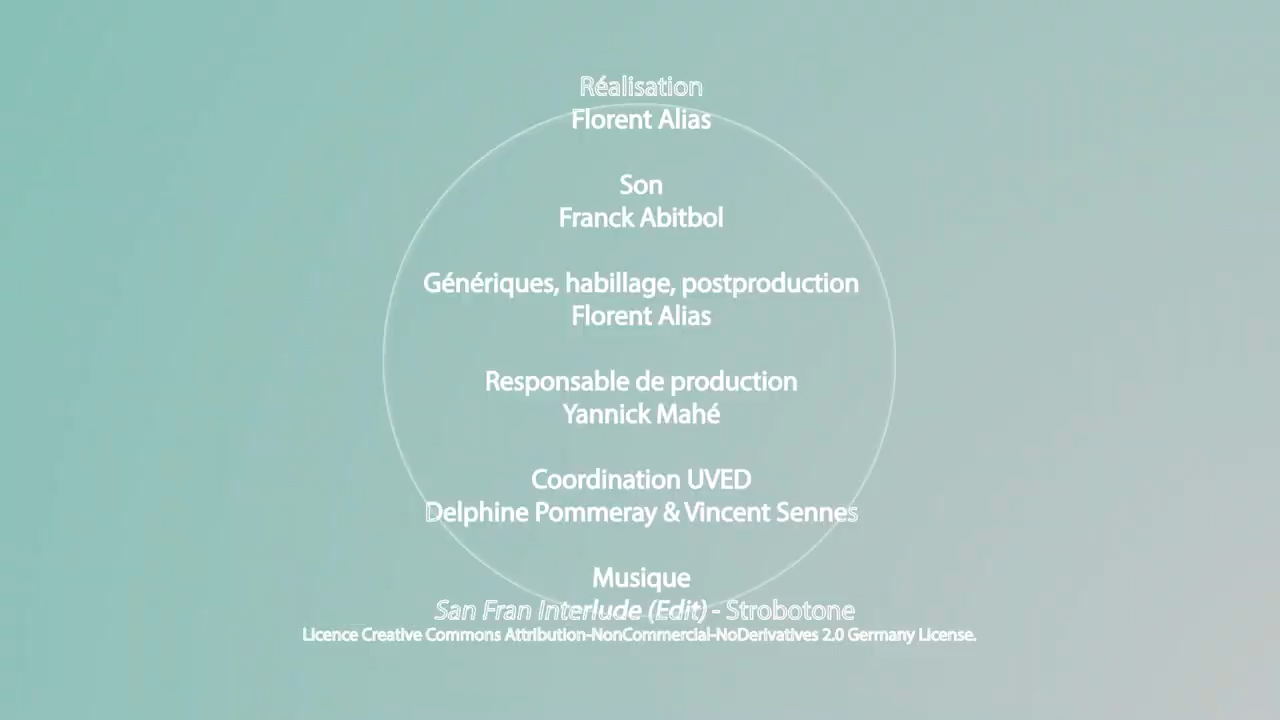 Réalisation
Florent Alias
Son
Franck Abitbol
Génériques, habillage, postproduction
Florent Alias
Responsable de production
Yannick Mahé
Coordination UVED
Delphine Pommeray & Vincent Sennes
Musique
San Fran Interlude (Edit) - Strobotone
Licence Creative Commons Attribution-NonCommercial-NoDerivatives 2.0 Germany License.